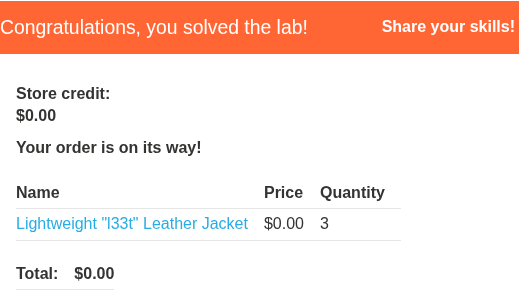 Congratulations, you solved the lab! Share your skills!
Store credit:
$0.00
Your order is on its way!
Name Price Quantity
Lightweight "l33t" Leather Jacket $0.00 3
Total: $0.00